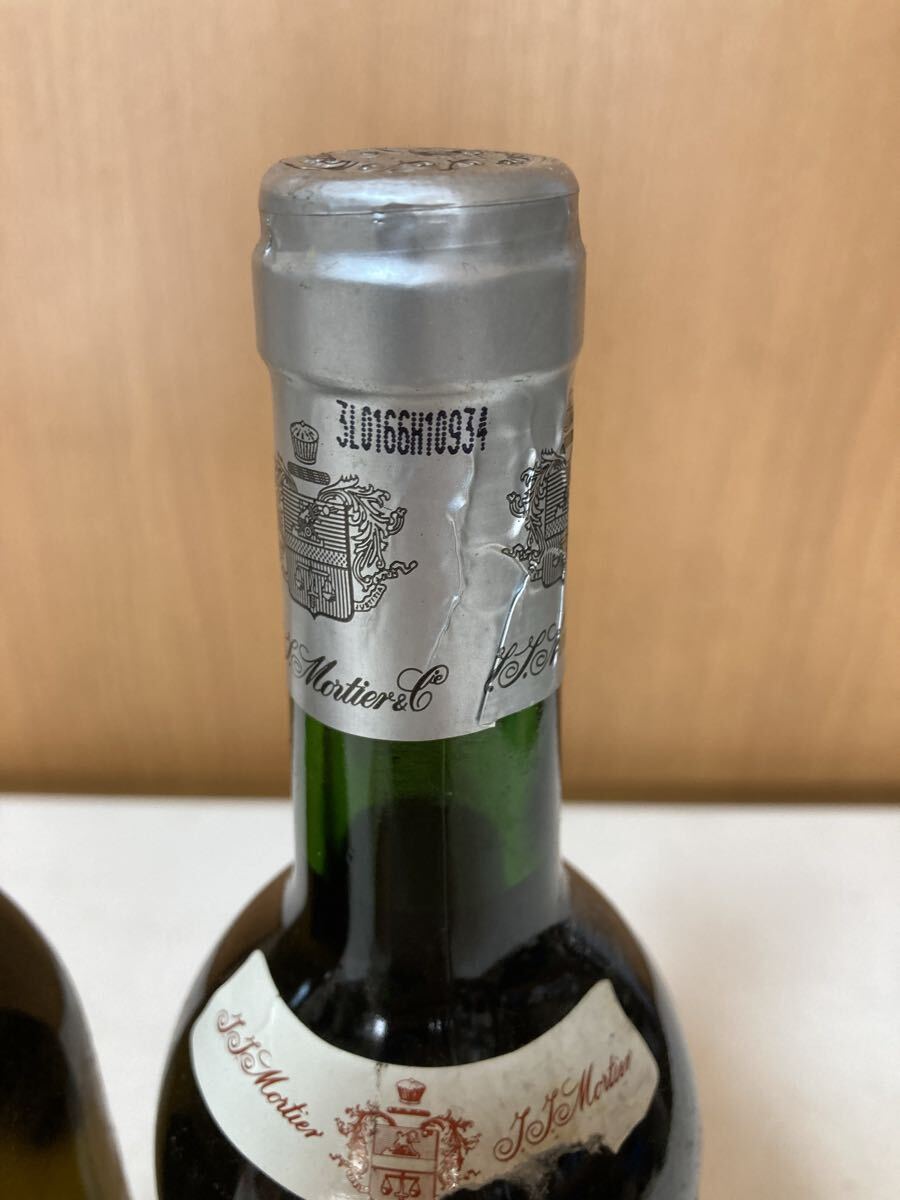 3L0166H10934
J. Mortier & Cie
J.J.
J.J Mortier
J.J. Mortier